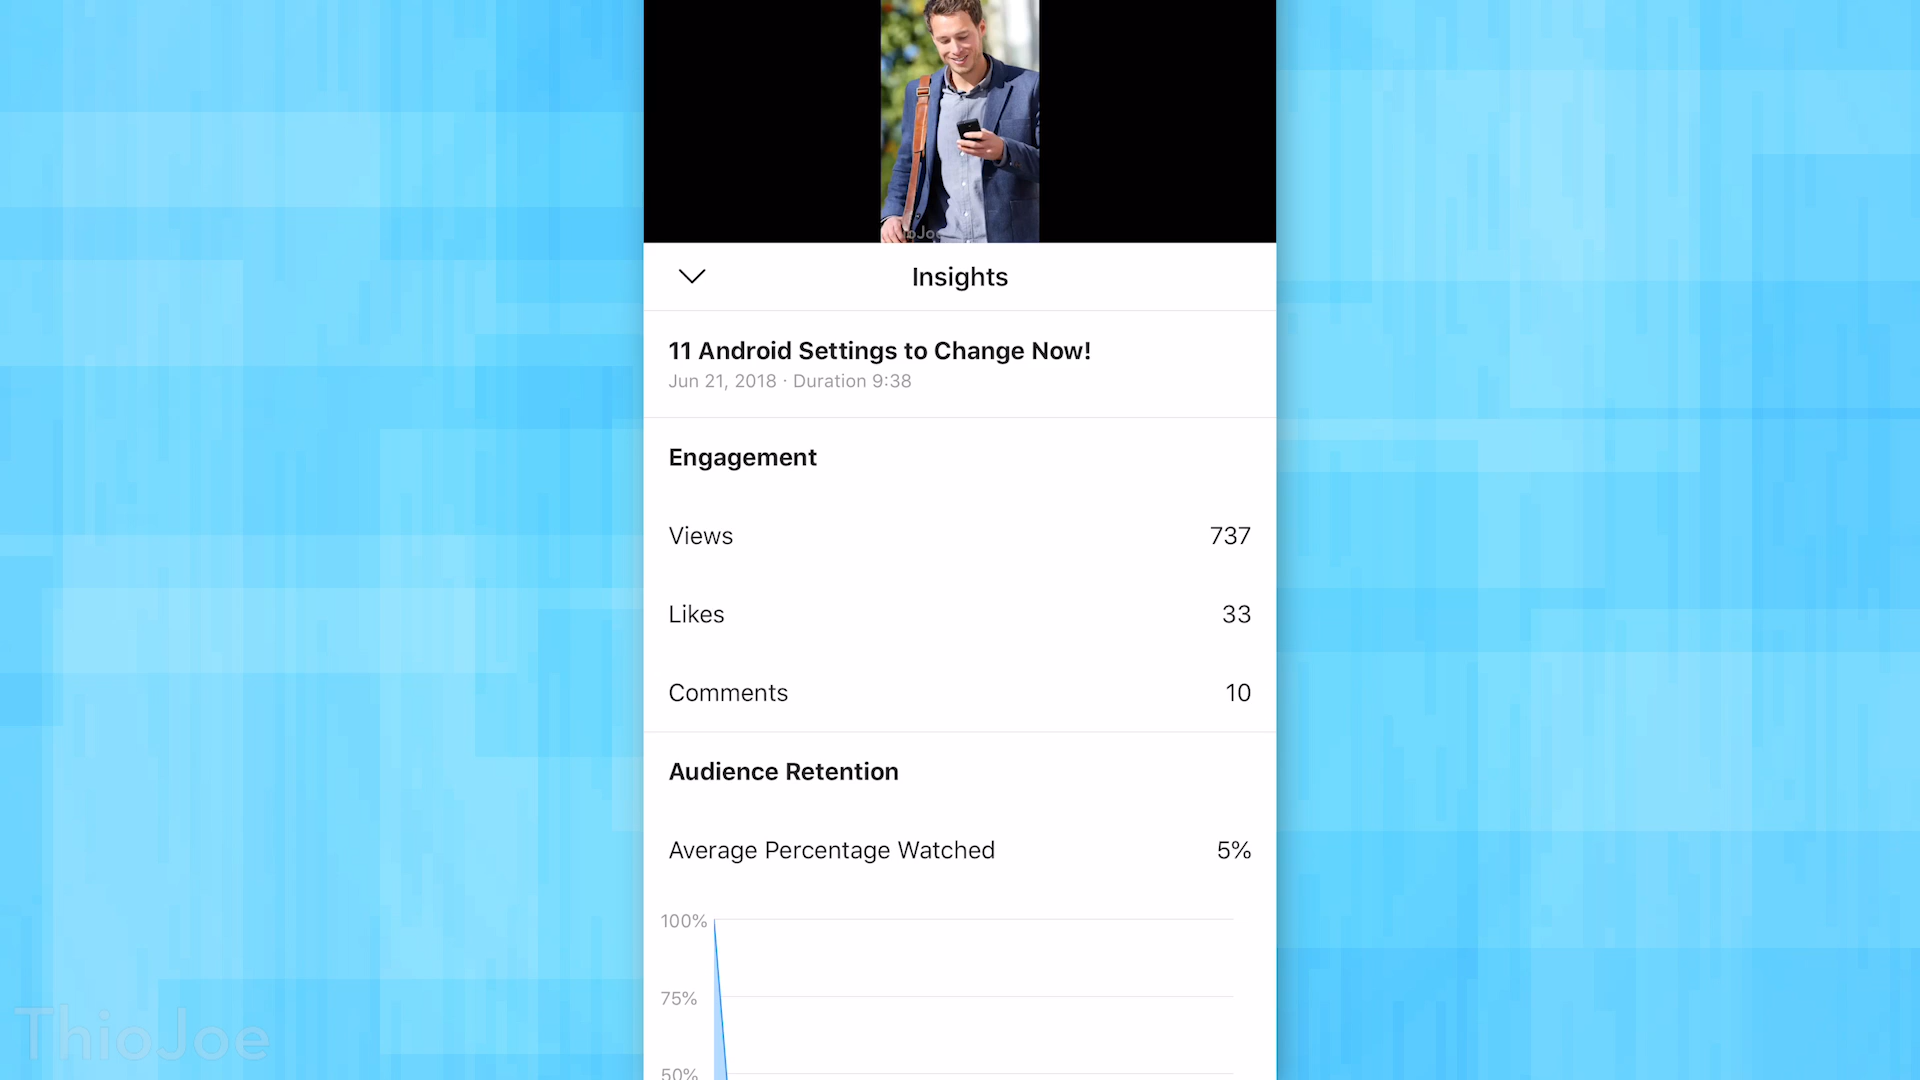 bJo
Insights
11 Android Settings to Change Now!
Jun 21, 2018 · Duration 9:38
Engagement
Views 737
Likes 33
Comments 10
Audience Retention
Average Percentage Watched 5%
100%
75%
50%
ThioJoe